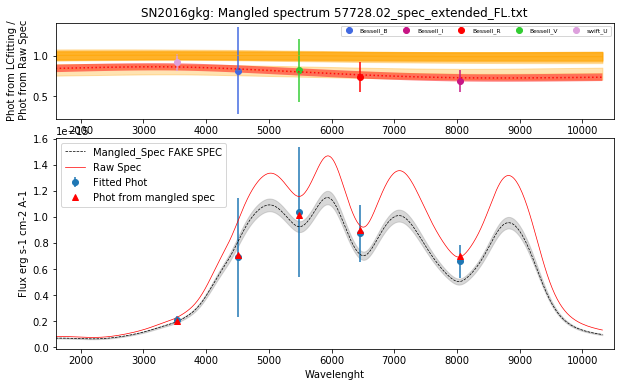 SN2016gkg: Mangled spectrum 57728.02_spec_extended_FL.txt
Phot from LCfitting /
Phot from Raw Spec
1.0
0.5
Bessell_B
Bessell_I
Bessell_R
Bessell_V
swift_U
2000 3000 4000 5000 6000 7000 8000 9000 10000
1e−15
Flux erg s-1 cm-2 A-1
1.6
1.4
1.2
1.0
0.8
0.6
0.4
0.2
0.0
Mangled_Spec FAKE SPEC
Raw Spec
Fitted Phot
Phot from mangled spec
2000 3000 4000 5000 6000 7000 8000 9000 10000
Wavelenght